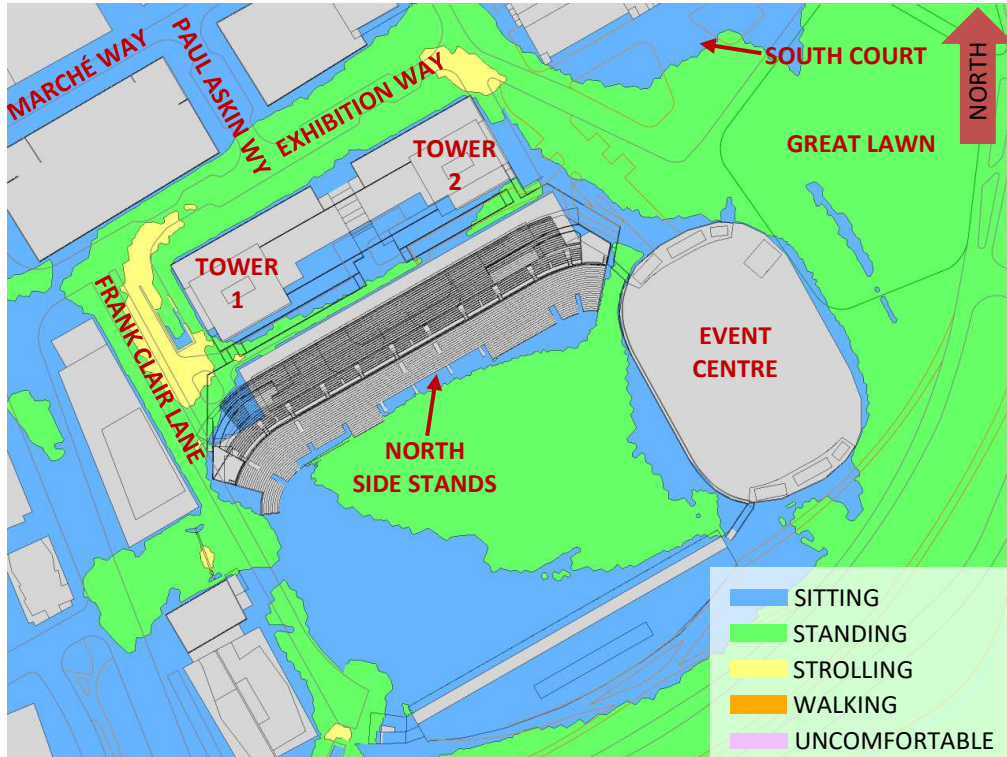 MARCHÉ WAY
PAUL ASKIN WY
EXHIBITION WAY
SOUTH COURT
NORTH
GREAT LAWN
TOWER
2
TOWER
1
FRANK CLAIR LANE
EVENT
CENTRE
NORTH
SIDE STANDS
SITTING
STANDING
STROLLING
WALKING
UNCOMFORTABLE